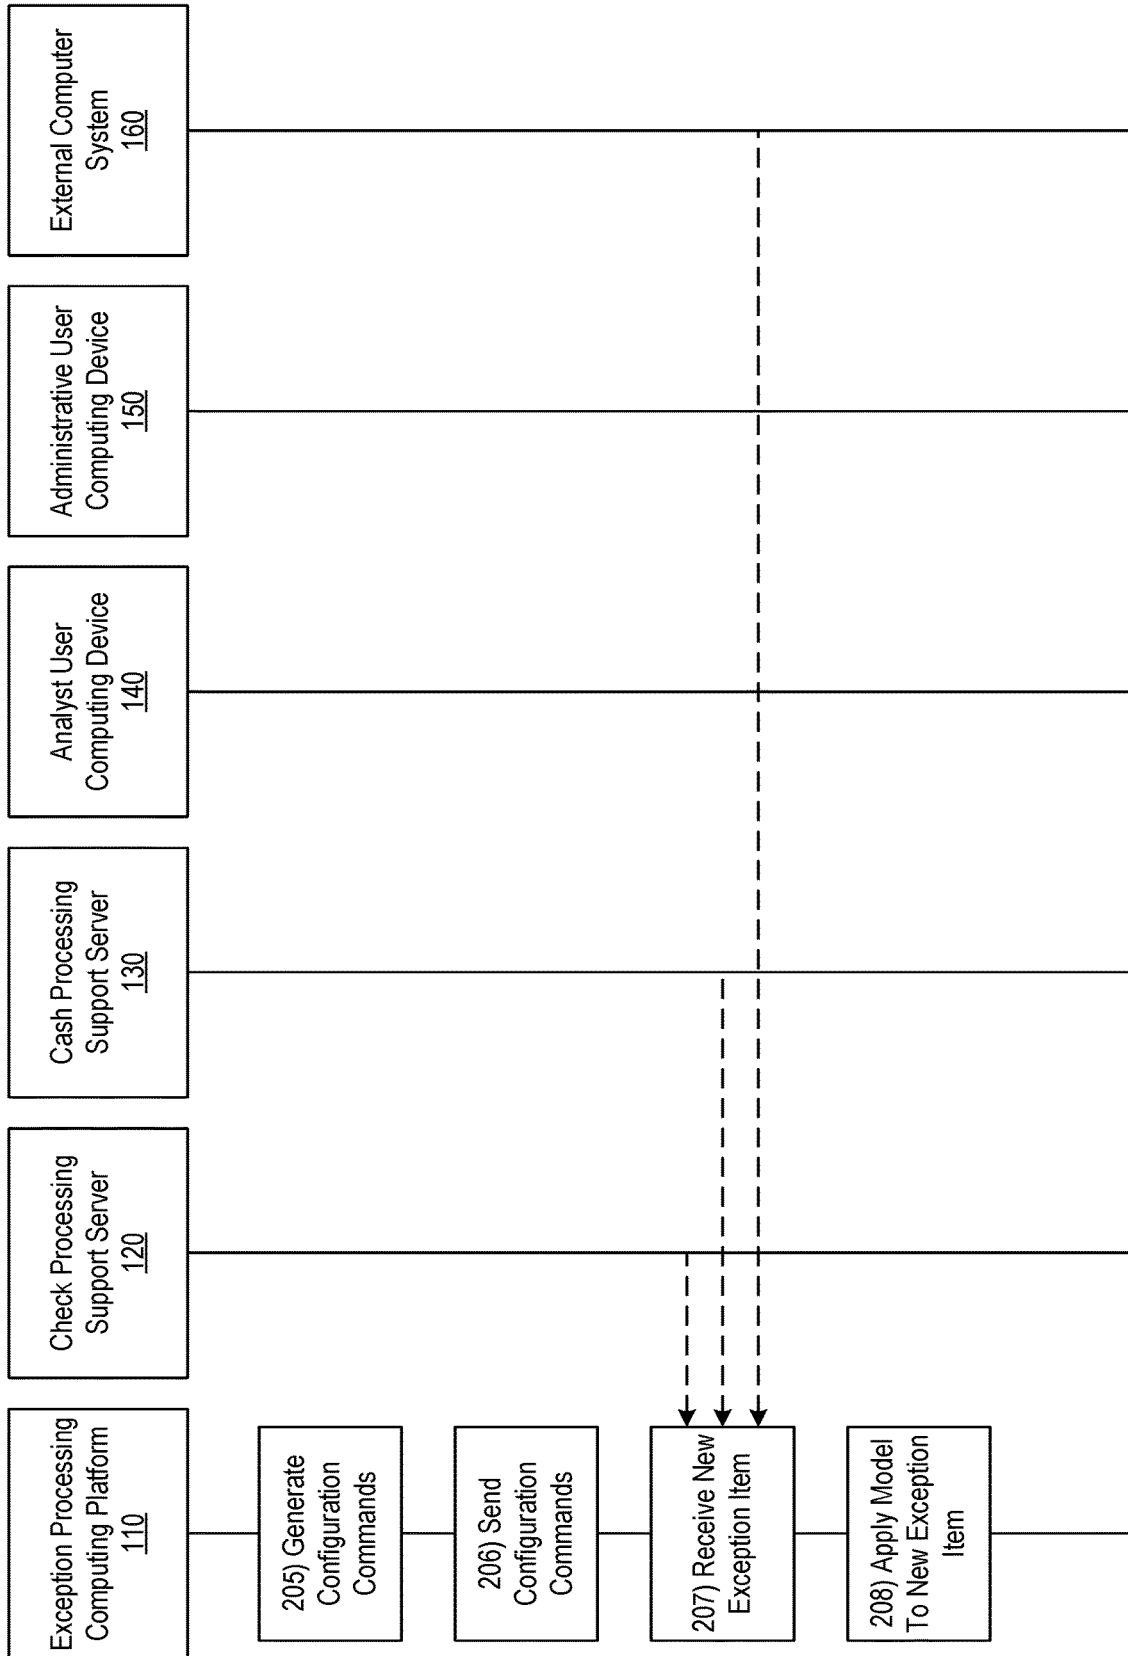 Exception Processing
Computing Platform
110
Check Processing
Support Server
120
Cash Processing
Support Server
130
Analyst User
Computing Device
140
Administrative User
Computing Device
150
External Computer
System
160
205) Generate
Configuration
Commands
206) Send
Configuration
Commands
207) Receive New
Exception Item
208) Apply Model
To New Exception
Item